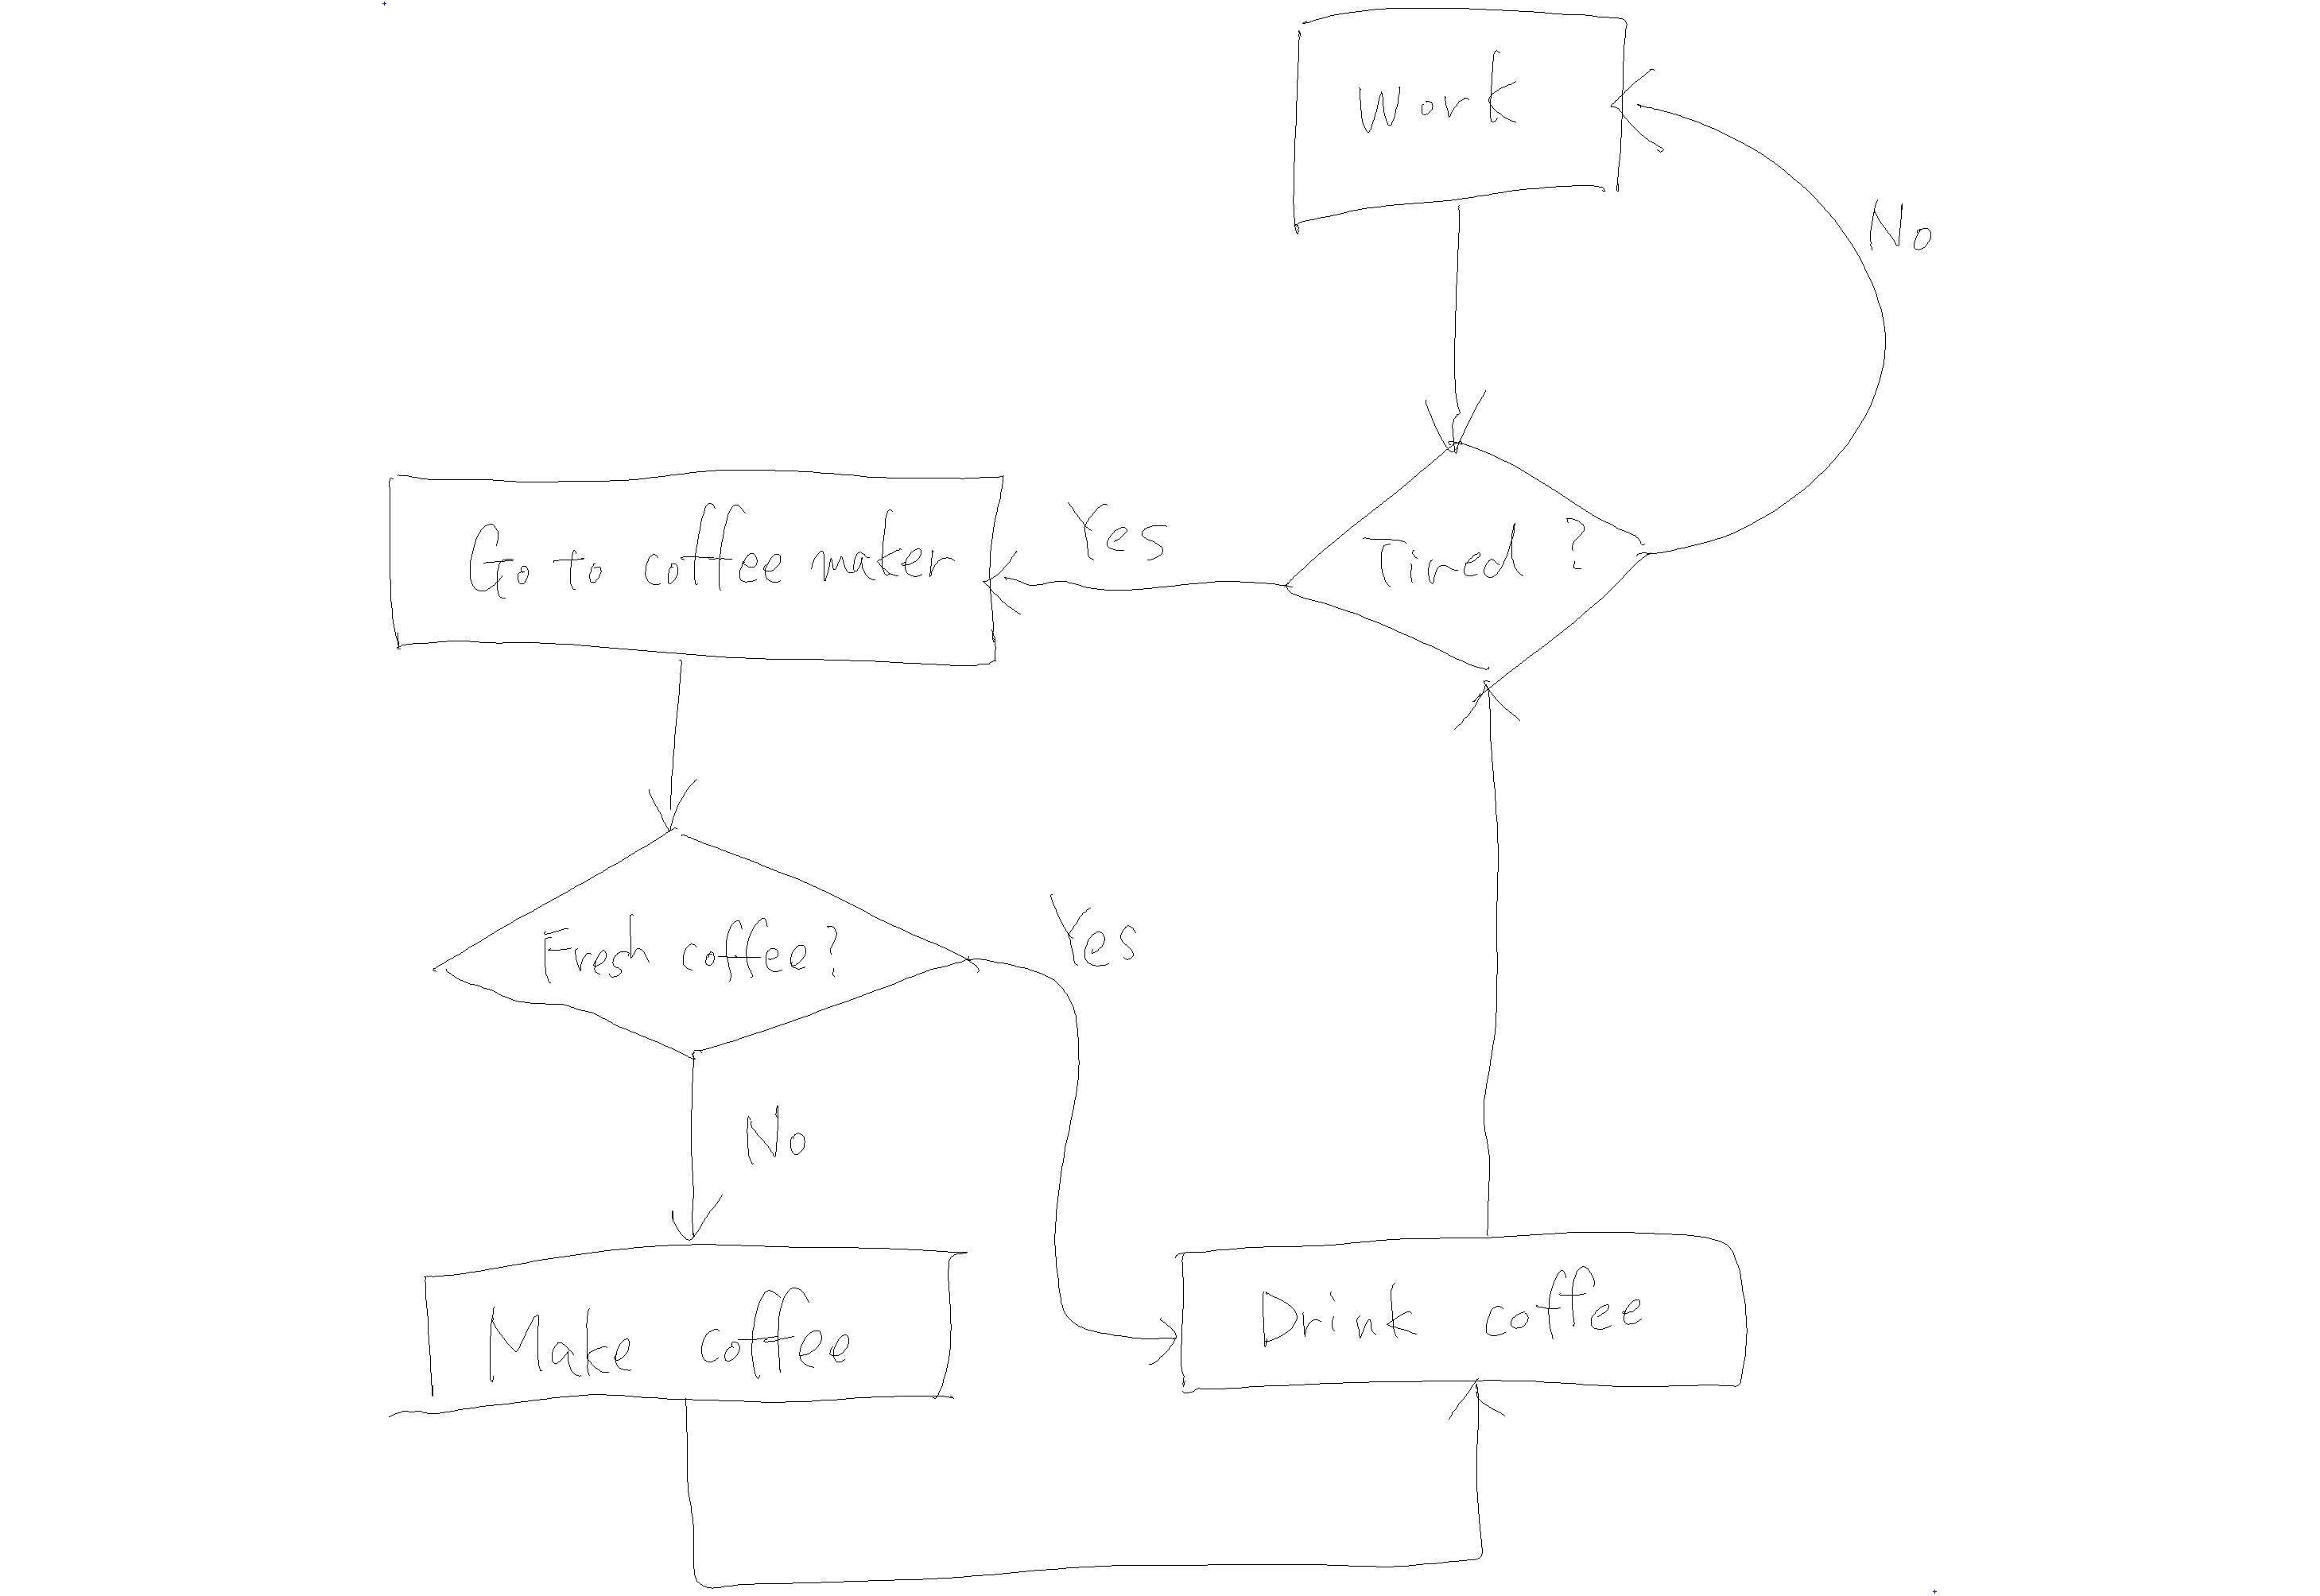 Work
No
Tired?
Yes
Go to coffee maker
Fresh coffee?
Yes
No
Make coffee
Drink coffee